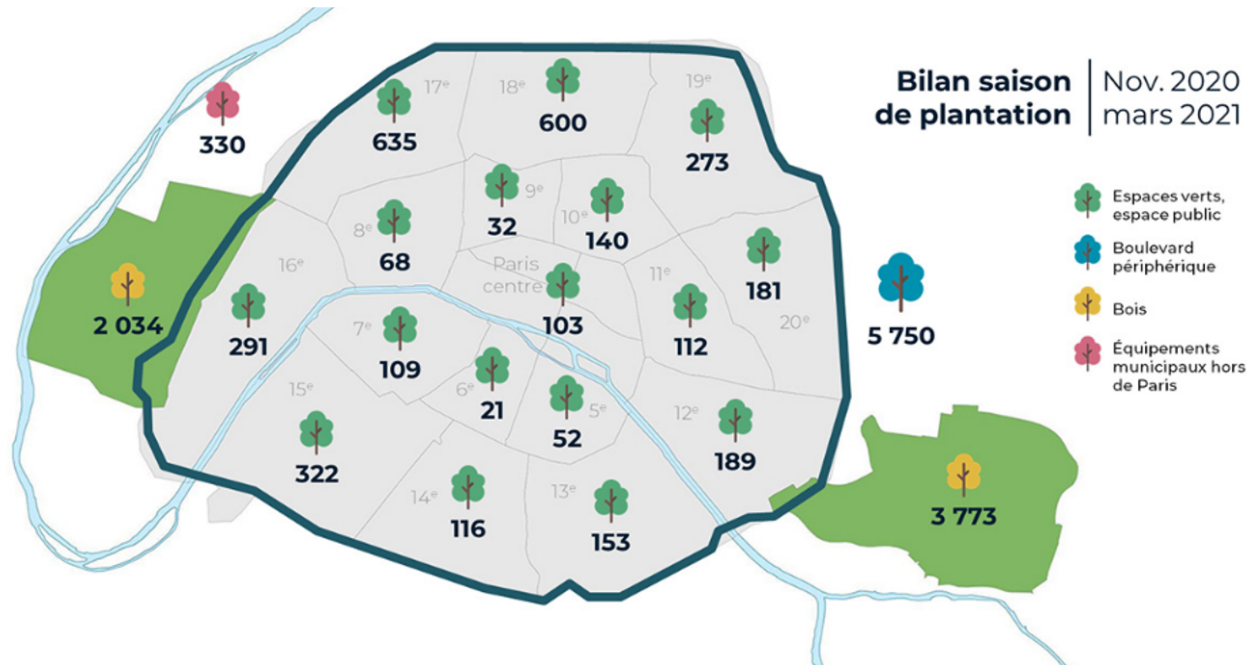 Bilan saison
de plantation
Nov. 2020
mars 2021
Espaces verts,
espace public
Boulevard
périphérique
Bois
Équipements
municipaux hors
de Paris
17e
635
18e
600
19e
273
330
8e
68
9e
32
10e
140
Paris
centre
103
11e
112
181
20e
5 750
2 034
16e
291
7e
109
6e
21
5e
52
12e
189
15e
322
14e
116
13e
153
3 773